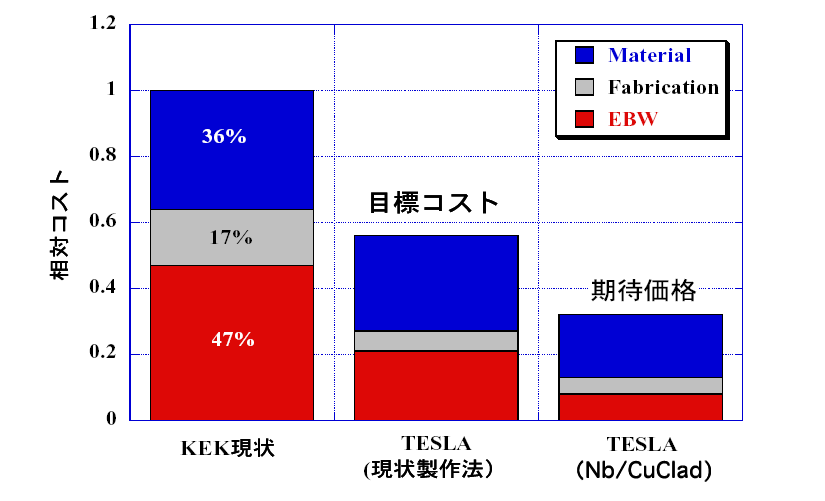 1.2
1
0.8
0.6
0.4
0.2
0
相対コスト
Material
Fabrication
EBW
36%
17%
47%
目標コスト
期待価格
KEK現状
TESLA
(現状製作法）
TESLA
（Nb/CuClad）